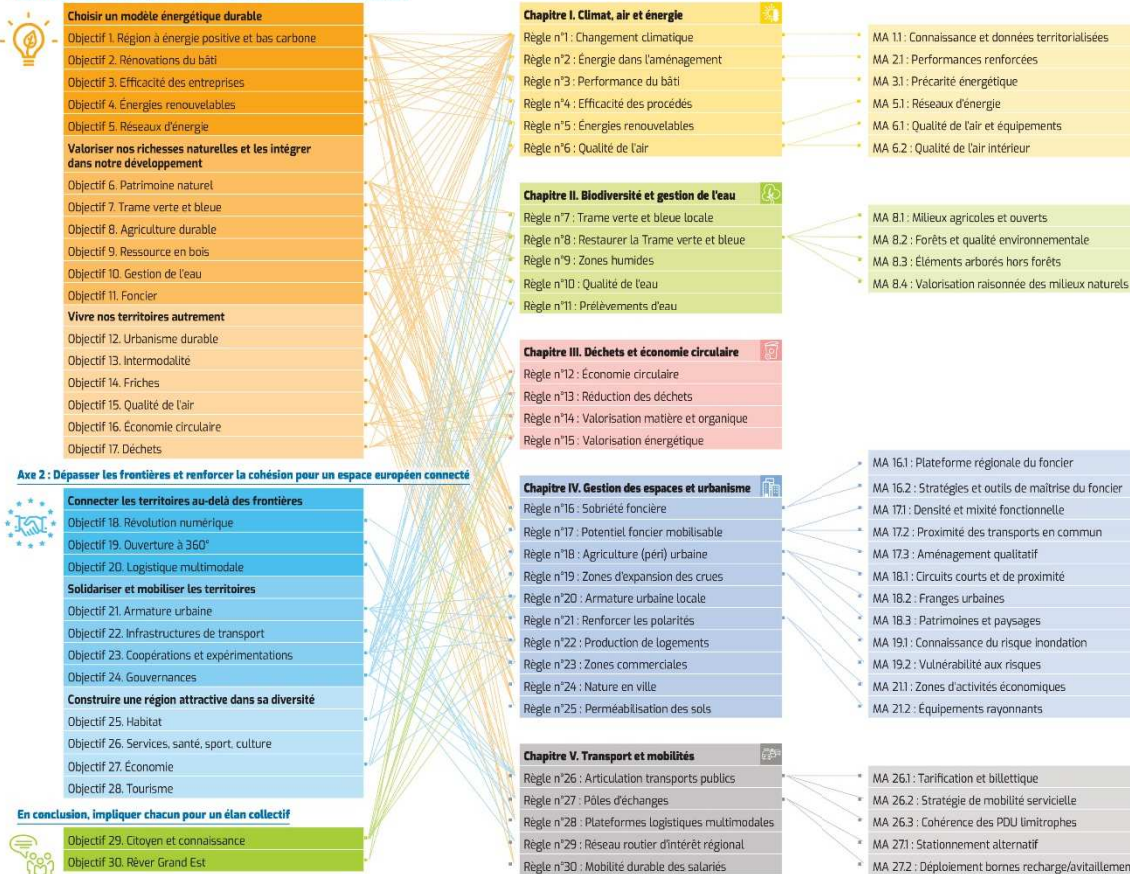 Choisir un modèle énergétique durable
Objectif 1. Région à énergie positive et bas carbone
Objectif 2. Rénovations du bâti
Objectif 3. Efficacité des entreprises
Objectif 4. Énergies renouvelables
Objectif 5. Réseaux d'énergie
Valoriser nos richesses naturelles et les intégrer
dans notre développement
Objectif 6. Patrimoine naturel
Objectif 7. Trame verte et bleue
Objectif 8. Agriculture durable
Objectif 9. Ressource en bois
Objectif 10. Gestion de l'eau
Objectif 11. Foncier
Vivre nos territoires autrement
Objectif 12. Urbanisme durable
Objectif 13. Intermodalité
Objectif 14. Friches
Objectif 15. Qualité de l'air
Objectif 16. Économie circulaire
Objectif 17. Déchets
Axe 2 : Dépasser les frontières et renforcer la cohésion pour un espace européen connecté
Connecter les territoires au-delà des frontières
Objectif 18. Révolution numérique
Objectif 19. Ouverture à 360°
Objectif 20. Logistique multimodale
Solidariser et mobiliser les territoires
Objectif 21. Armature urbaine
Objectif 22. Infrastructures de transport
Objectif 23. Coopérations et expérimentations
Objectif 24. Gouvernances
Construire une région attractive dans sa diversité
Objectif 25. Habitat
Objectif 26. Services, santé, sport, culture
Objectif 27. Économie
Objectif 28. Tourisme
En conclusion, impliquer chacun pour un élan collectif
Objectif 29. Citoyen et connaissance
Objectif 30. Rêver Grand Est
Chapitre I. Climat, air et énergie
Règle n°1 : Changement climatique
Règle n°2 : Énergie dans l'aménagement
Règle n°3 : Performance du bâti
Règle n°4 : Efficacité des procédés
Règle n°5 : Énergies renouvelables
Règle n°6 : Qualité de l'air
Chapitre II. Biodiversité et gestion de l'eau
Règle n°7 : Trame verte et bleue locale
Règle n°8 : Restaurer la Trame verte et bleue
Règle n°9 : Zones humides
Règle n°10 : Qualité de l'eau
Règle n°11 : Prélèvements d'eau
Chapitre III. Déchets et économie circulaire
Règle n°12 : Économie circulaire
Règle n°13 : Réduction des déchets
Règle n°14 : Valorisation matière et organique
Règle n°15 : Valorisation énergétique
Chapitre IV. Gestion des espaces et urbanisme
Règle n°16 : Sobriété foncière
Règle n°17 : Potentiel foncier mobilisable
Règle n°18 : Agriculture (péri) urbaine
Règle n°19 : Zones d'expansion des crues
Règle n°20 : Armature urbaine locale
Règle n°21 : Renforcer les polarités
Règle n°22 : Production de logements
Règle n°23 : Zones commerciales
Règle n°24 : Nature en ville
Règle n°25 : Perméabilisation des sols
Chapitre V. Transport et mobilités
Règle n°26 : Articulation transports publics
Règle n°27 : Pôles d'échanges
Règle n°28 : Plateformes logistiques multimodales
Règle n°29 : Réseau routier d'intérêt régional
Règle n°30 : Mobilité durable des salariés
MA 1.1 : Connaissance et données territorialisées
MA 2.1 : Performances renforcées
MA 3.1 : Précarité énergétique
MA 5.1 : Réseaux d'énergie
MA 6.1 : Qualité de l'air et équipements
MA 6.2 : Qualité de l'air intérieur
MA 8.1 : Milieux agricoles et ouverts
MA 8.2 : Forêts et qualité environnementale
MA 8.3 : Éléments arborés hors forêts
MA 8.4 : Valorisation raisonnée des milieux naturels
MA 16.1 : Plateforme régionale du foncier
MA 16.2 : Stratégies et outils de maîtrise du foncier
MA 17.1 : Densité et mixité fonctionnelle
MA 17.2 : Proximité des transports en commun
MA 17.3 : Aménagement qualitatif
MA 18.1 : Circuits courts et de proximité
MA 18.2 : Franges urbaines
MA 18.3 : Patrimoines et paysages
MA 19.1 : Connaissance du risque inondation
MA 19.2 : Vulnérabilité aux risques
MA 21.1 : Zones d'activités économiques
MA 21.2 : Équipements rayonnants
MA 26.1 : Tarification et billettique
MA 26.2 : Stratégie de mobilité servicielle
MA 26.3 : Cohérence des PDU limitrophes
MA 27.1 : Stationnement alternatif
MA 27.2 : Déploiement bornes recharge/avitaillemen